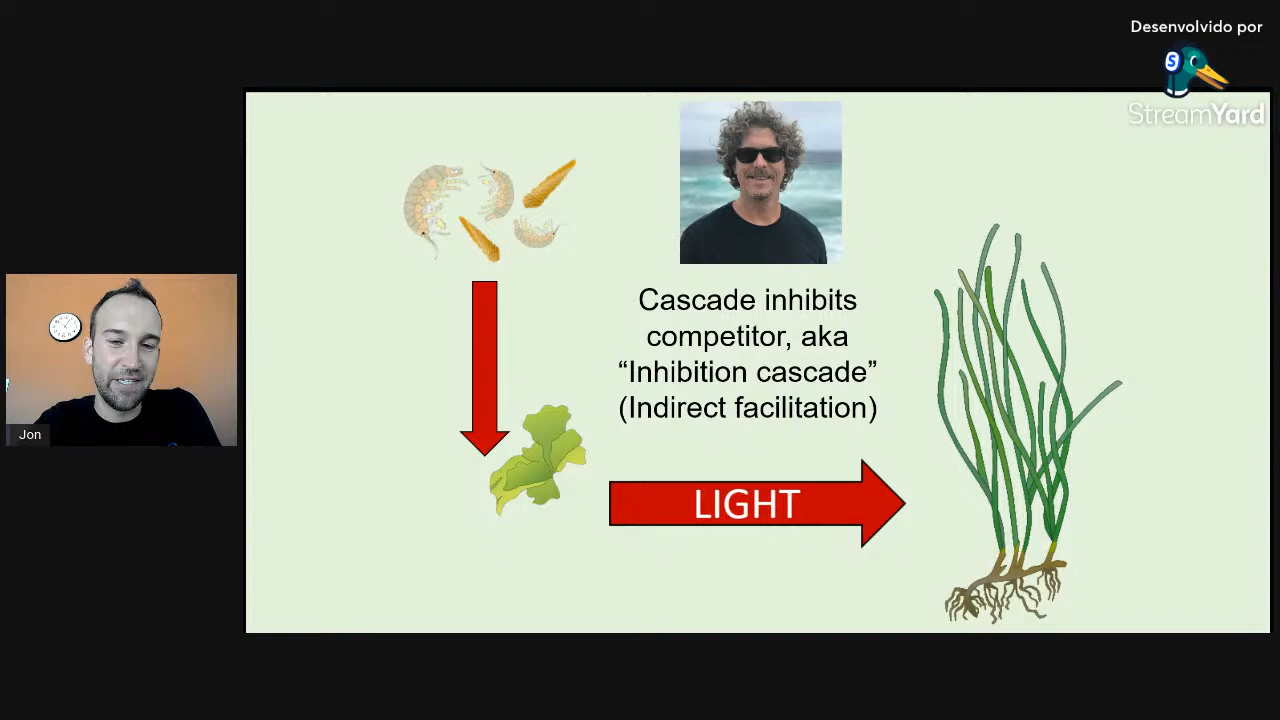 Desenvolvido por
S
StreamYard
Cascade inhibits
competitor, aka
“Inhibition cascade”
(Indirect facilitation)
LIGHT
Jon